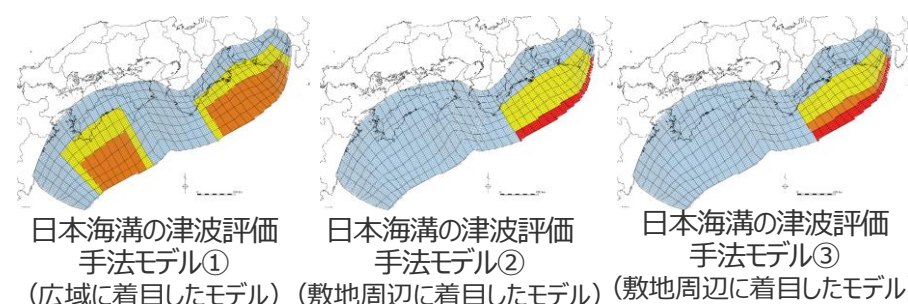 日本海溝の津波評価
手法モデル①
（広域に着目したモデル）
日本海溝の津波評価
手法モデル②
（敷地周辺に着目したモデル）
日本海溝の津波評価
手法モデル③
（敷地周辺に着目したモデル